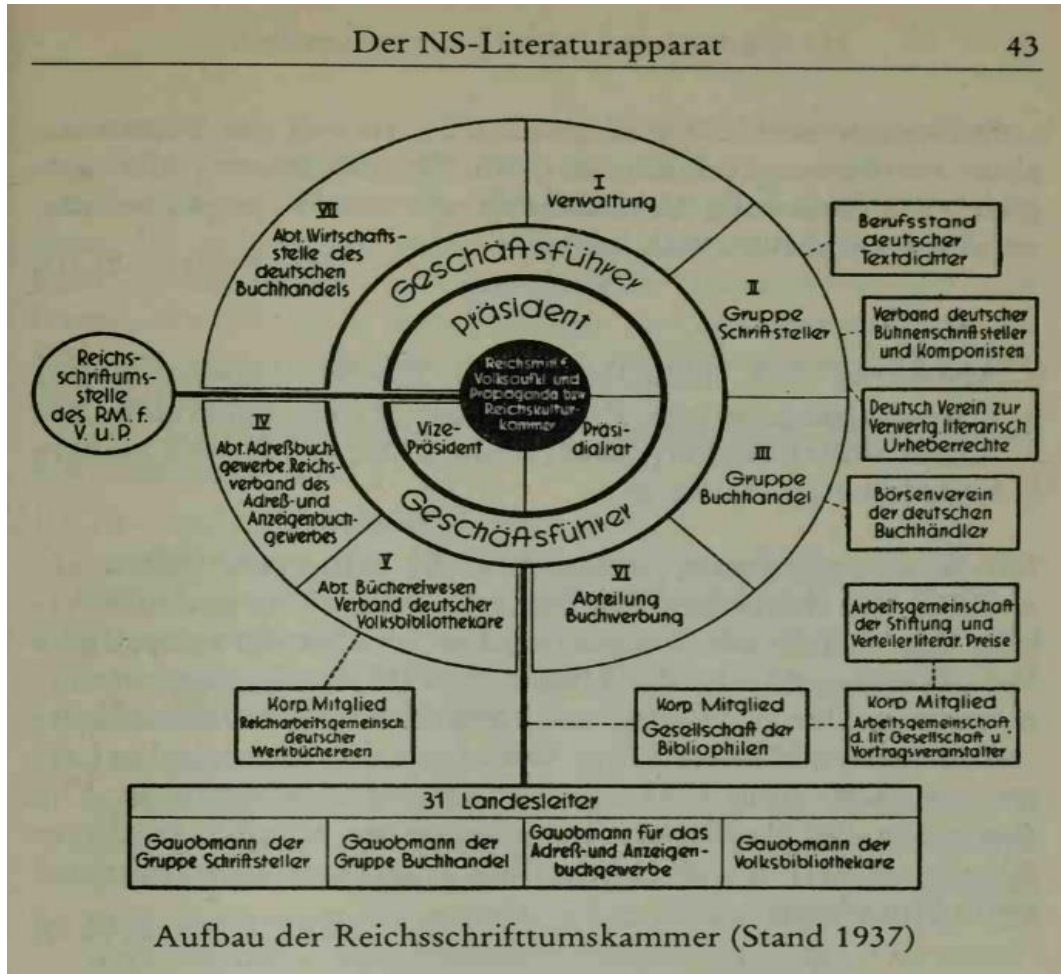 Der NS-Literaturapparat 43
I
Verwaltung
VII
Abt. Wirtschafts-
stelle des
deutschen
Buchhandels
Geschäftsführer
Präsident
Berufsstand
deutscher
Textdichter
II
Gruppe
Schriftsteller
Verband deutscher
Bühnenschriftsteller
und Komponisten
Reichs-
schriftums-
stelle
des RM. f.
V. u. P.
Reichsmin. f.
Volksaufkl und
Propaganda bzw
Reichskultur-
kammer
Deutsch Verein zur
Verwertg. literarisch
Urheberrechte
IV
Abt. Adreßbuch-
gewerbe. Reichs-
verband des
Adreß- und
Anzeigenbuch-
gewerbes
Vize-
Präsident
Präsi-
dialrat
III
Gruppe
Buchhandel
Börsenverein
der deutschen
Buchhändler
Geschäftsführer
V
Abt. Büchereiwesen
Verband deutscher
Volksbibliothekare
VI
Abteilung
Buchwerbung
Arbeitsgemeinschaft
der Stiftung und
Verteiler literar. Preise
Korp. Mitglied
Reicharbeitsgemeinsch.
deutscher
Werkbüchereien
Korp Mitglied
Gesellschaft der
Bibliophilen
Korp Mitglied
Arbeitsgemeinschaft
d. lit Gesellschaft u
Vortragsveranstalter
31 Landesleiter
Gauobmann der
Gruppe Schriftsteller
Gauobmann der
Gruppe Buchhandel
Gauobmann für das
Adreß- und Anzeigen-
buchgewerbe
Gauobmann der
Volksbibliothekare
Aufbau der Reichsschrifttumskammer (Stand 1937)